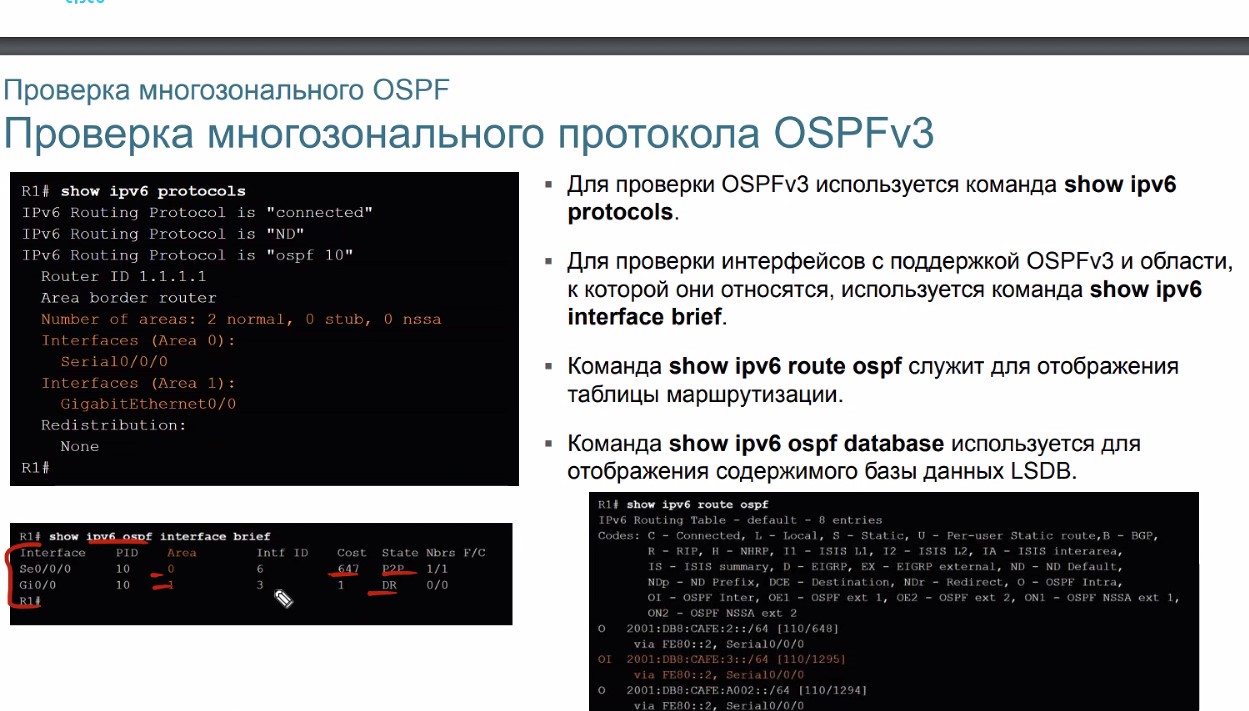 Проверка многозонального OSPF
Проверка многозонального протокола OSPFv3
R1# show ipv6 protocols
IPv6 Routing Protocol is "connected"
IPv6 Routing Protocol is "ND"
IPv6 Routing Protocol is "ospf 10"
Router ID 1.1.1.1
Area border router
Number of areas: 2 normal, 0 stub, 0 nssa
Interfaces (Area 0):
Serial0/0/0
Interfaces (Area 1):
GigabitEthernet0/0
Redistribution:
None
R1#
R1# show ipv6 ospf interface brief
Interface PID Area Intf ID Cost State Nbrs F/C
Se0/0/0 10 0 6 647 P2P 1/1
Gi0/0 10 1 3 1 DR 0/0
R1#
▪ Для проверки OSPFv3 используется команда show ipv6
protocols.
▪ Для проверки интерфейсов с поддержкой OSPFv3 и области,
к которой они относятся, используется команда show ipv6
interface brief.
▪ Команда show ipv6 route ospf служит для отображения
таблицы маршрутизации.
▪ Команда show ipv6 ospf database используется для
отображения содержимого базы данных LSDB.
R1# show ipv6 route ospf
IPv6 Routing Table - default - 8 entries
Codes: C - Connected, L - Local, S - Static, U - Per-user Static route,B - BGP,
R - RIP, H - NHRP, I1 - ISIS L1, I2 - ISIS L2, IA - ISIS interarea,
IS - ISIS summary, D - EIGRP, EX - EIGRP external, ND - ND Default,
NDp - ND Prefix, DCE - Destination, NDr - Redirect, O - OSPF Intra,
OI - OSPF Inter, OE1 - OSPF ext 1, OE2 - OSPF ext 2, ON1 - OSPF NSSA ext 1,
ON2 - OSPF NSSA ext 2
O 2001:DB8:CAFE:2::/64 [110/648]
via FE80::2, Serial0/0/0
OI 2001:DB8:CAFE:3::/64 [110/1295]
via FE80::2, Serial0/0/0
O 2001:DB8:CAFE:A002::/64 [110/1294]
via FE80::2, Serial0/0/0